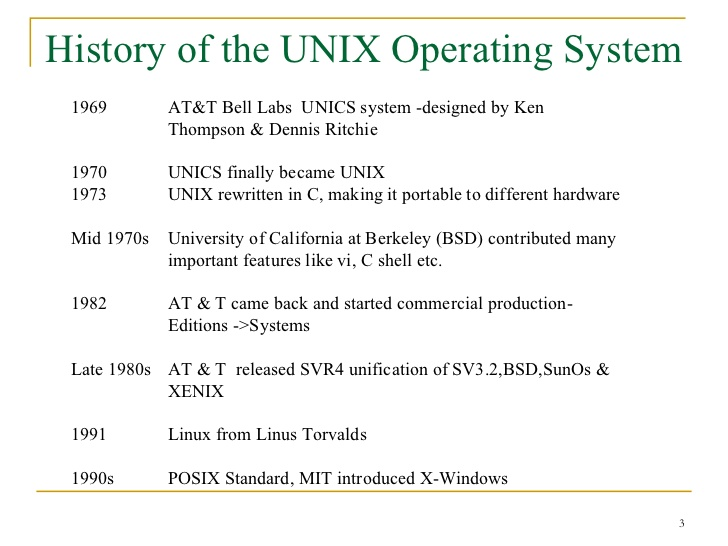 History of the UNIX Operating System
1969 AT&T Bell Labs UNICS system -designed by Ken
Thompson & Dennis Ritchie
1970 UNICS finally became UNIX
1973 UNIX rewritten in C, making it portable to different hardware
Mid 1970s University of California at Berkeley (BSD) contributed many
important features like vi, C shell etc.
1982 AT & T came back and started commercial production-
Editions ->Systems
Late 1980s AT & T released SVR4 unification of SV3.2,BSD,SunOs &
XENIX
1991 Linux from Linus Torvalds
1990s POSIX Standard, MIT introduced X-Windows
3